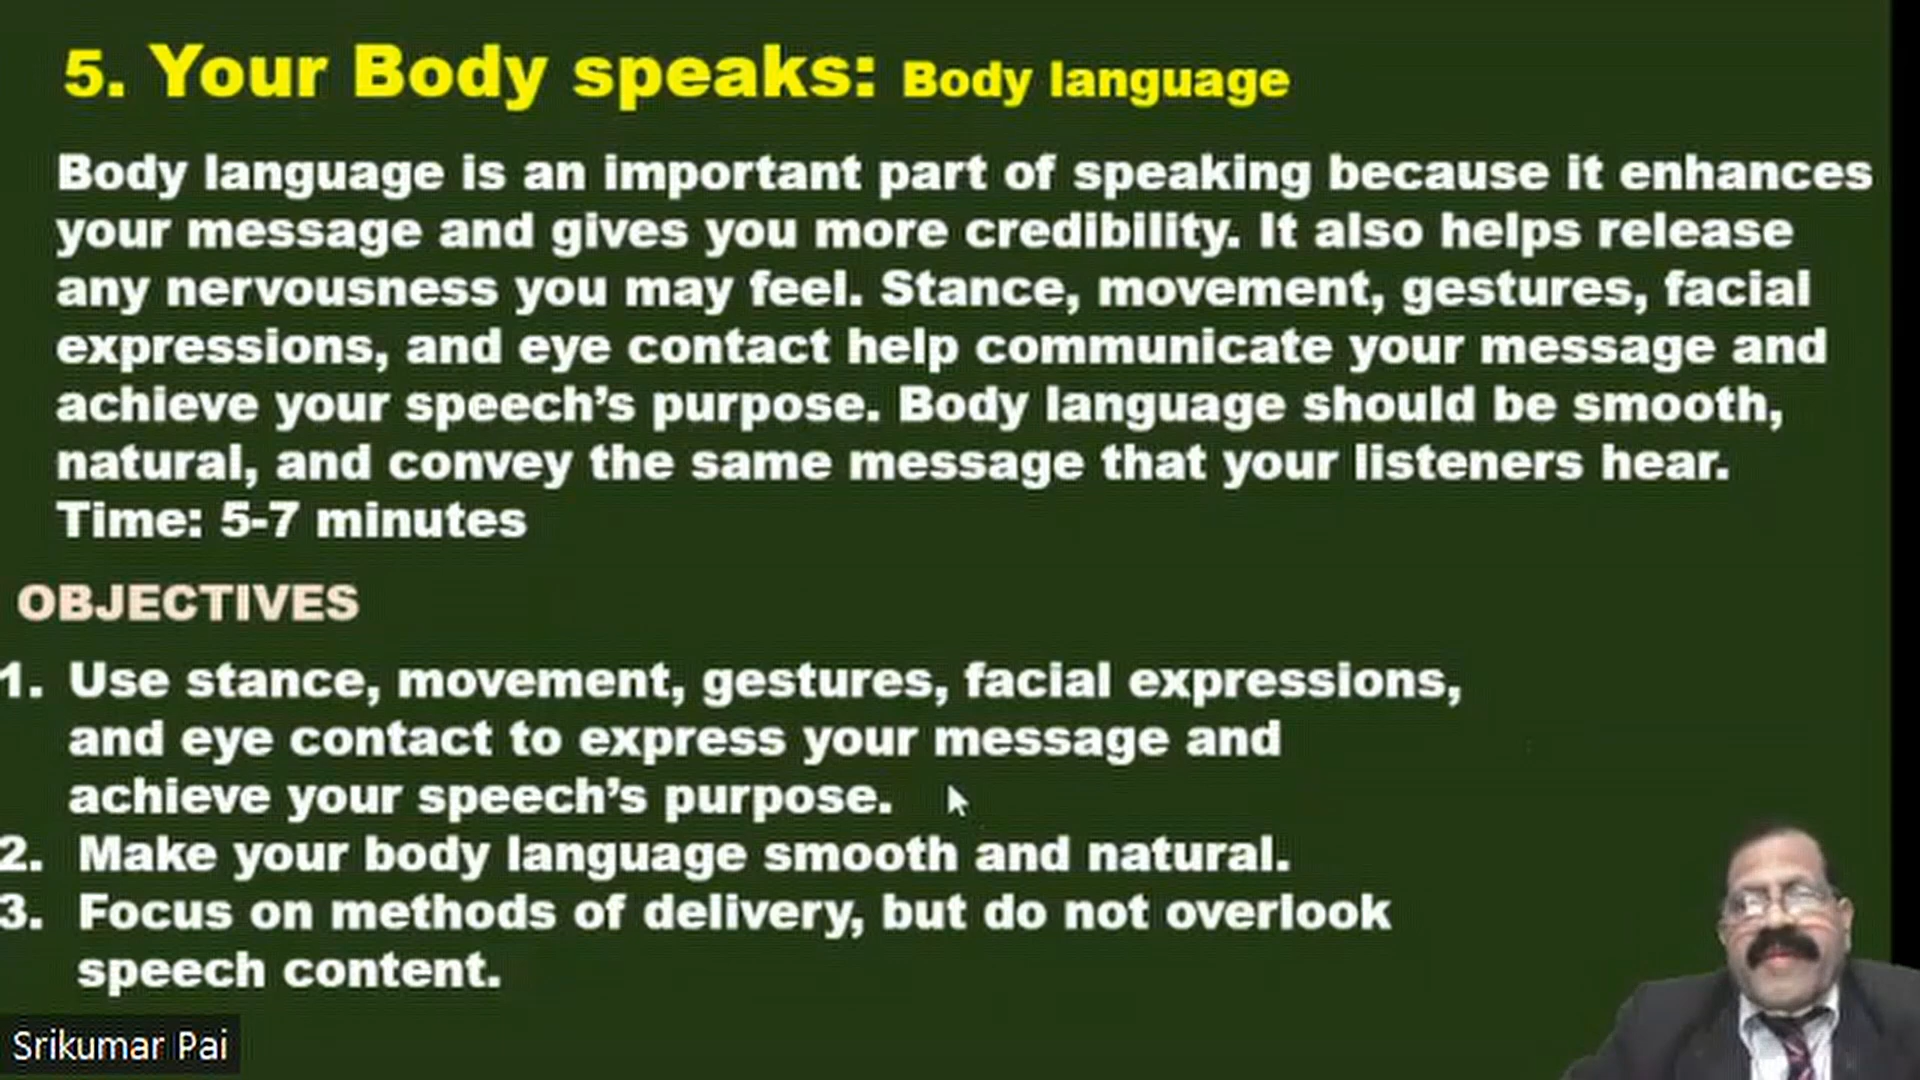 5. Your Body speaks: Body language
Body language is an important part of speaking because it enhances
your message and gives you more credibility. It also helps release
any nervousness you may feel. Stance, movement, gestures, facial
expressions, and eye contact help communicate your message and
achieve your speech’s purpose. Body language should be smooth,
natural, and convey the same message that your listeners hear.
Time: 5-7 minutes
OBJECTIVES
1. Use stance, movement, gestures, facial expressions,
and eye contact to express your message and
achieve your speech’s purpose.
2. Make your body language smooth and natural.
3. Focus on methods of delivery, but do not overlook
speech content.
Srikumar Pai